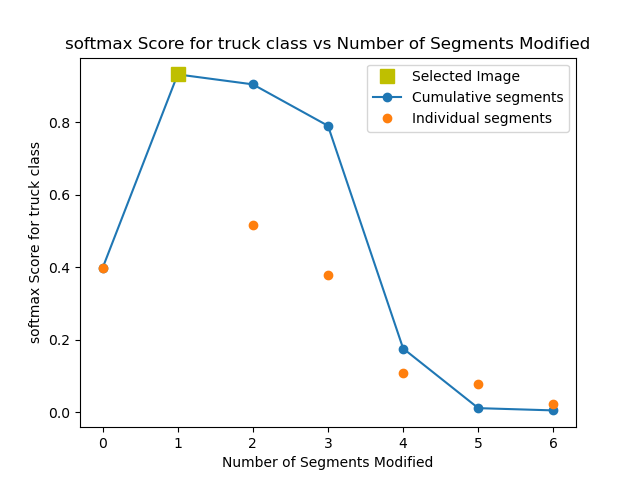 softmax Score for truck class vs Number of Segments Modified
Selected Image
Cumulative segments
Individual segments
softmax Score for truck class
0.8
0.6
0.4
0.2
0.0
0 1 2 3 4 5 6
Number of Segments Modified